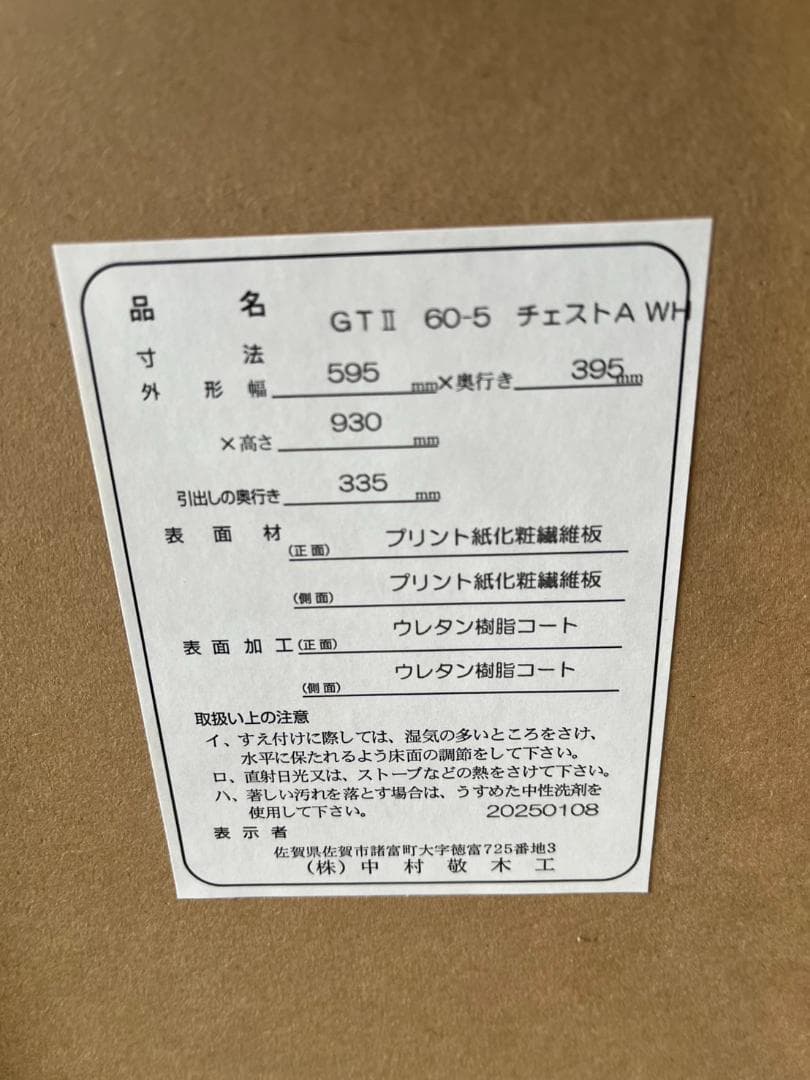 品名 GTⅡ 60-5 チェストA WH
寸法
外形幅 595 mm×奥行き 395mm
×高さ 930 mm
引出しの奥行き 335 mm
表面材 (正面) プリント紙化粧繊維板
(側面) プリント紙化粧繊維板
表面加工 (正面) ウレタン樹脂コート
(側面) ウレタン樹脂コート
取扱い上の注意
イ、すえ付けに際しては、湿気の多いところをさけ、
水平に保たれるよう床面の調節をして下さい。
ロ、直射日光又は、ストーブなどの熱をさけて下さい。
ハ、著しい汚れを落とす場合は、うすめた中性洗剤を
使用して下さい。 20250108
表示者
佐賀県佐賀市諸富町大字徳富725番地3
(株)中村敬木工